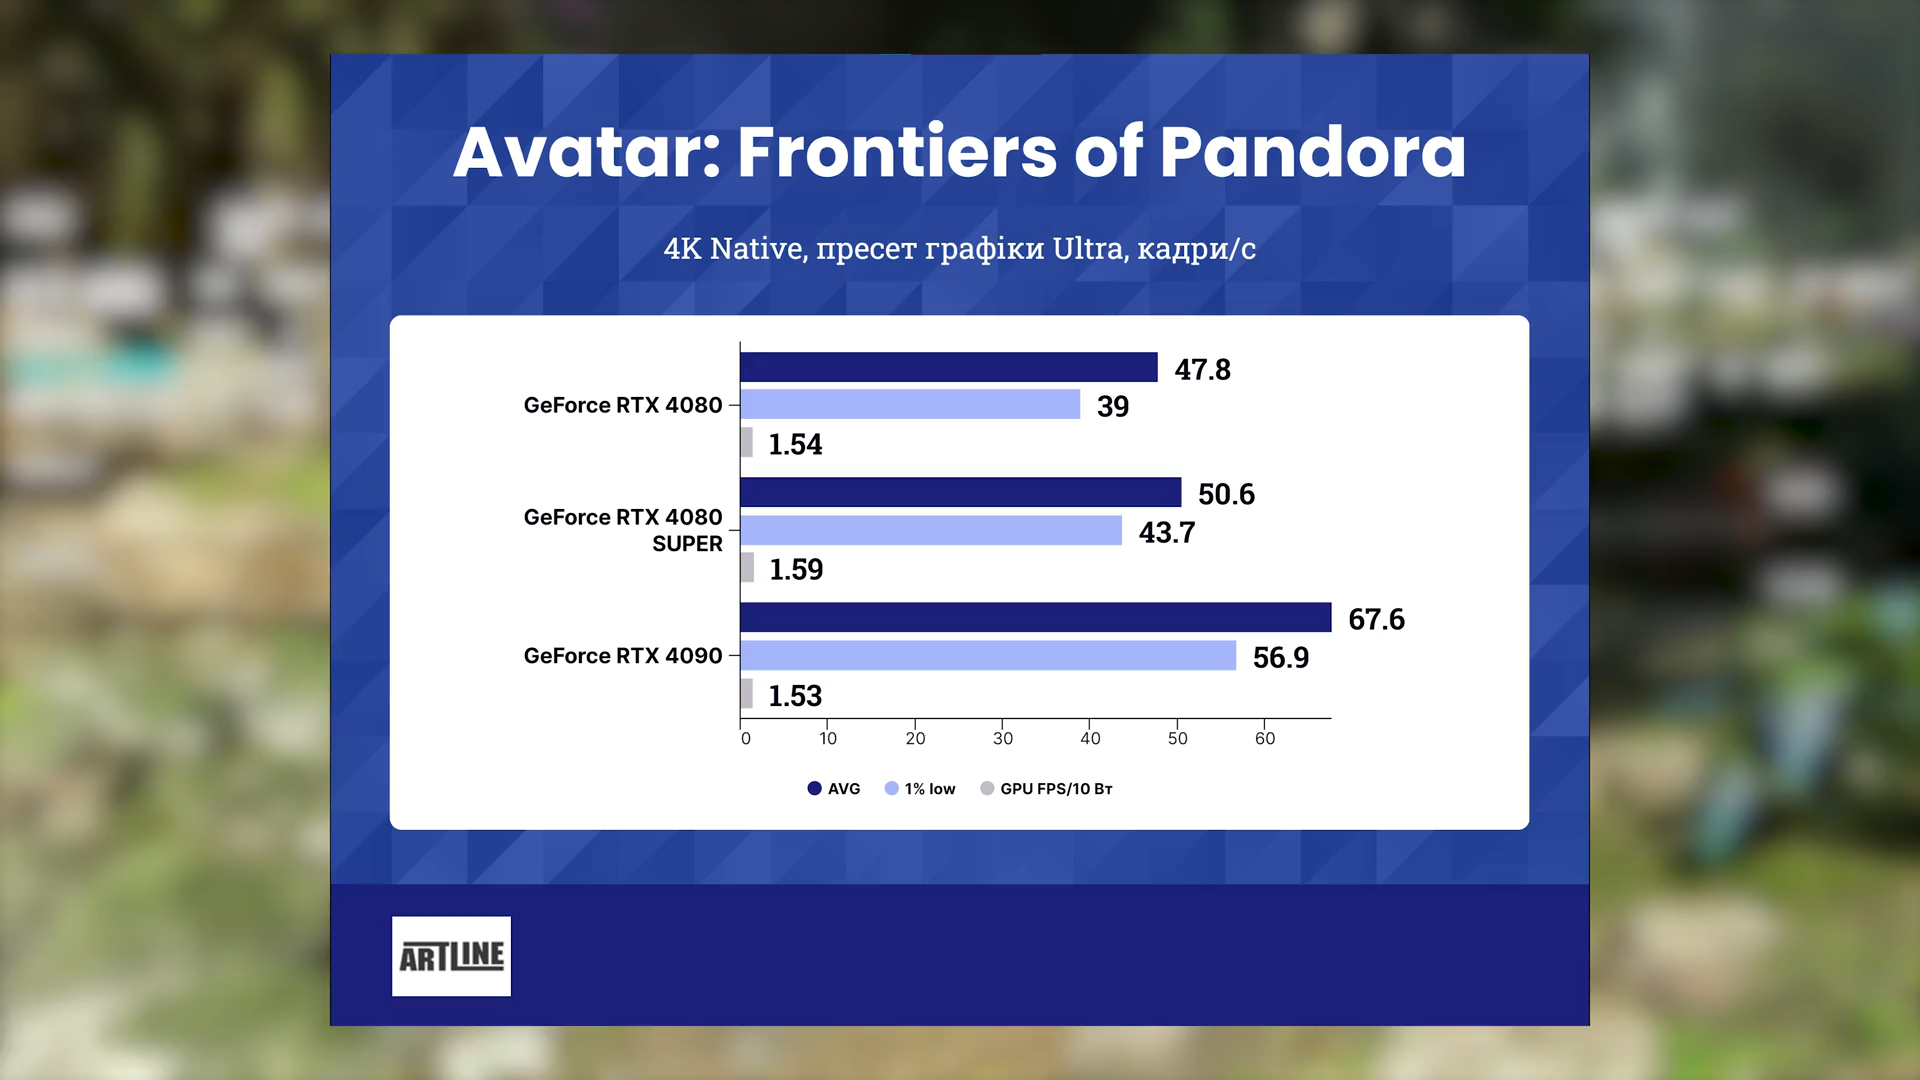 Avatar: Frontiers of Pandora
4K Native, пресет графіки Ultra, кадри/с
GeForce RTX 4080
47.8
39
1.54
GeForce RTX 4080
SUPER
50.6
43.7
1.59
GeForce RTX 4090
67.6
56.9
1.53
0 10 20 30 40 50 60
AVG 1% low GPU FPS/10 Вт
ARTLINE